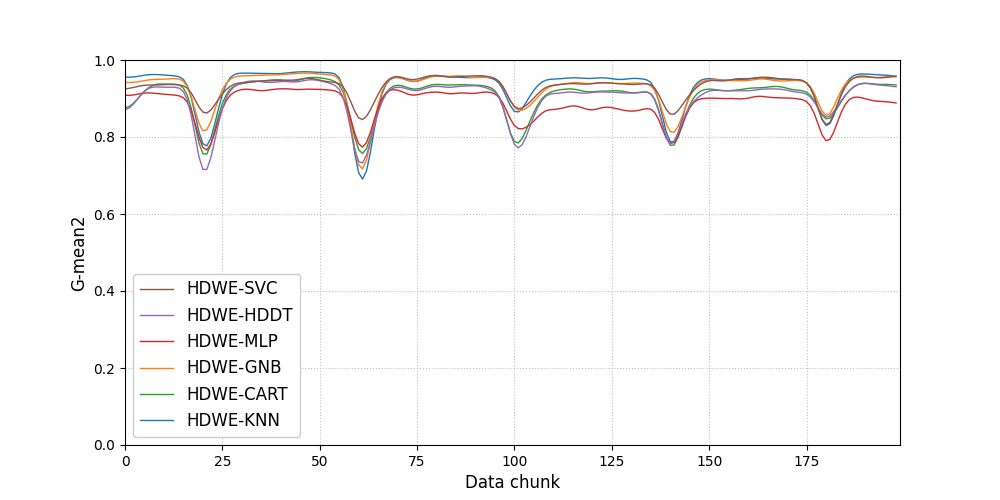 1.0
0.8
0.6
0.4
0.2
0.0
G-mean2
HDWE-SVC
HDWE-HDDT
HDWE-MLP
HDWE-GNB
HDWE-CART
HDWE-KNN
0 25 50 75 100 125 150 175
Data chunk